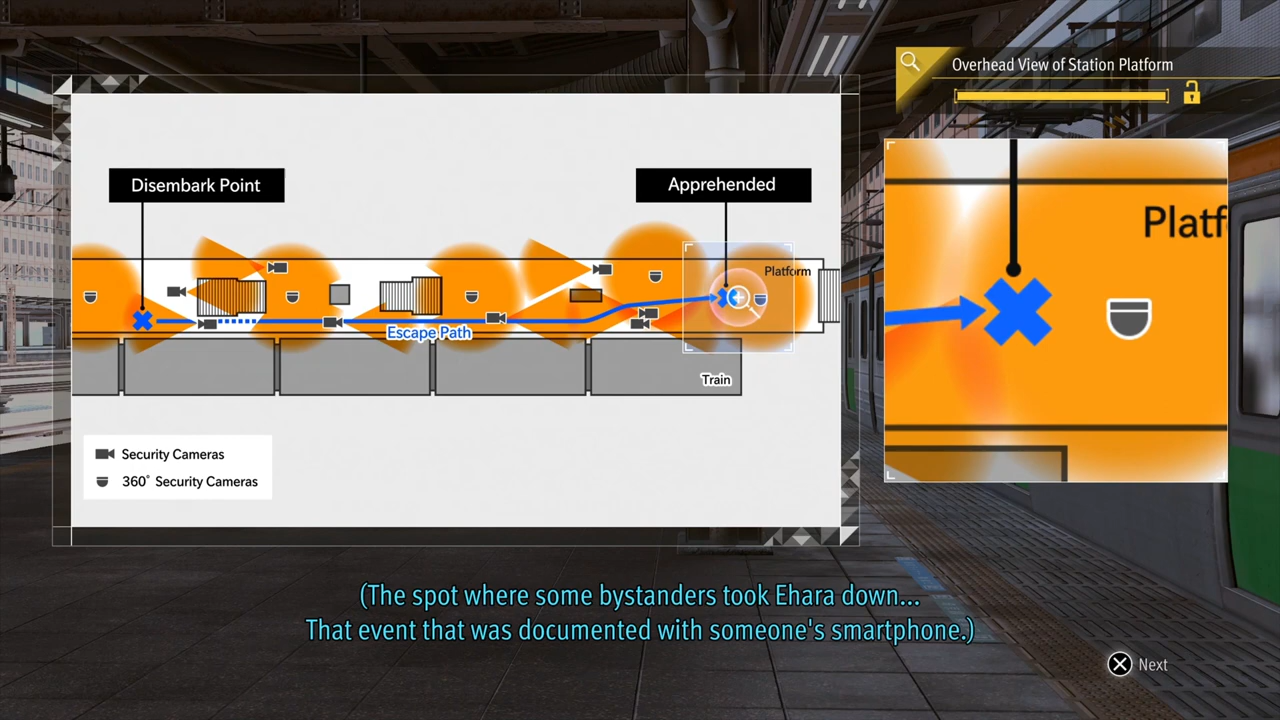 Overhead View of Station Platform
Disembark Point
Apprehended
Platform
Escape Path
Train
Security Cameras
360° Security Cameras
Platf
(The spot where some bystanders took Ehara down...
That event that was documented with someone's smartphone.)
Next